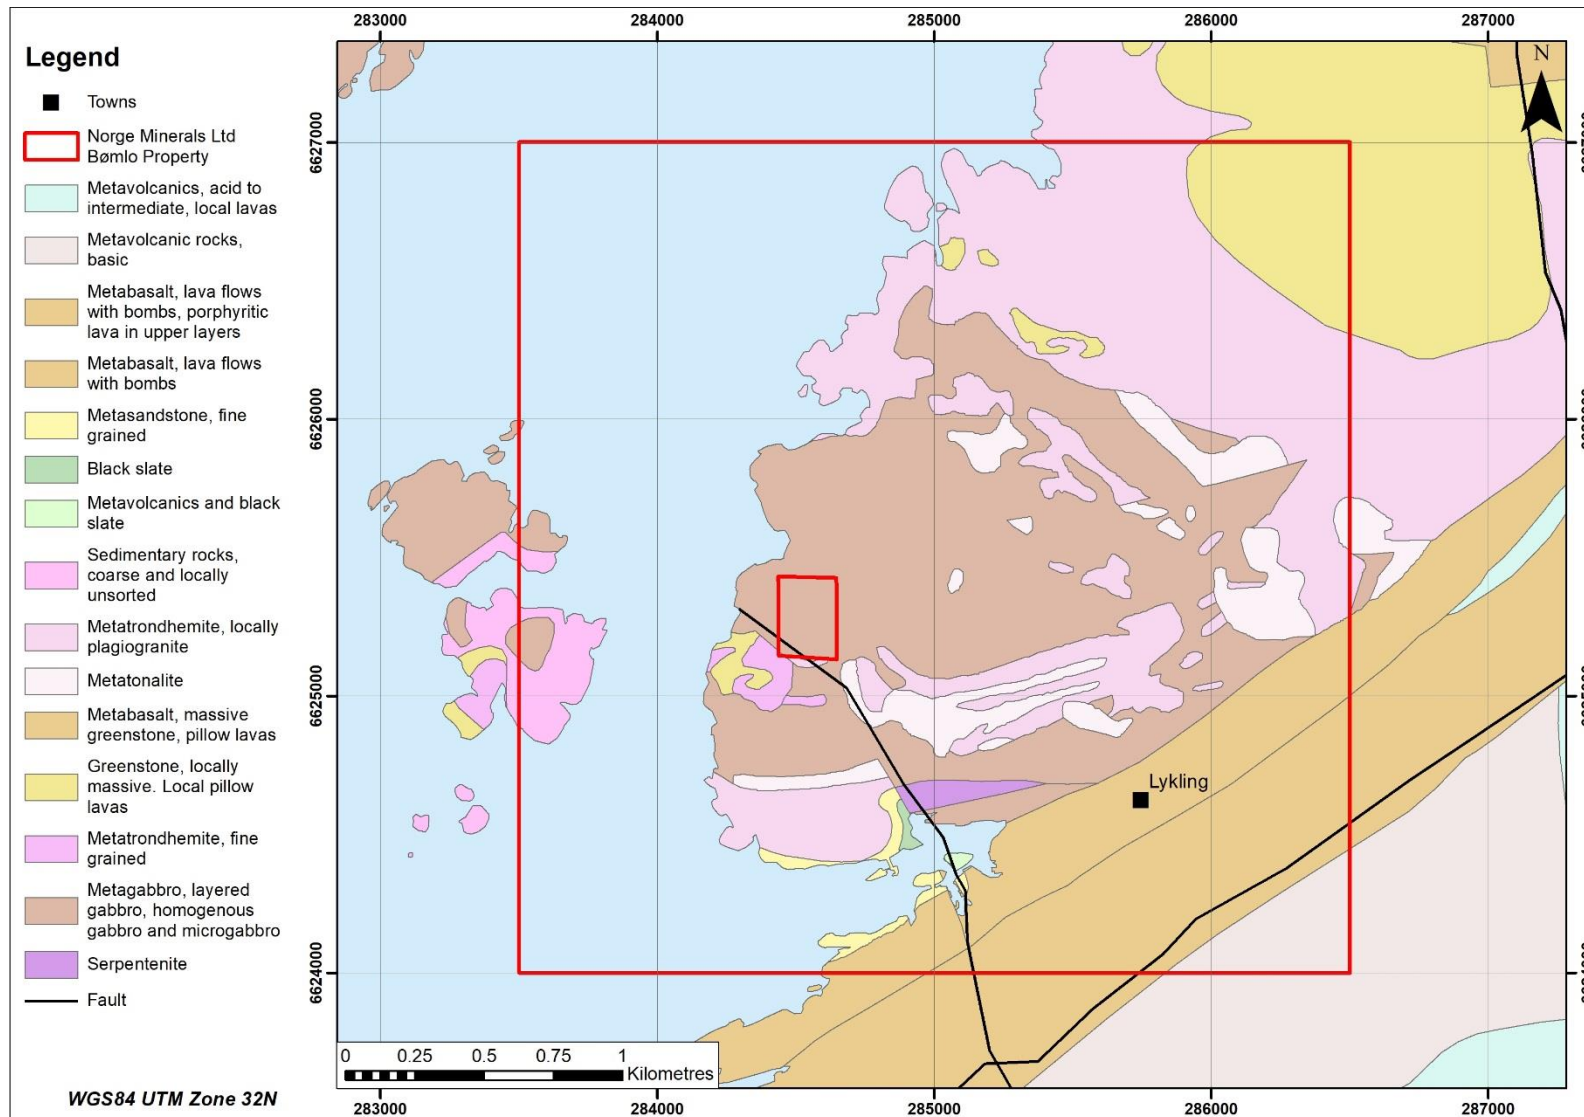 283000 284000 285000 286000 287000
Legend
Towns
Norge Minerals Ltd
Bømlo Property
Metavolcanics, acid to
intermediate, local lavas
Metavolcanic rocks,
basic
Metabasalt, lava flows
with bombs, porphyritic
lava in upper layers
Metabasalt, lava flows
with bombs
Metasandstone, fine
grained
Black slate
Metavolcanics and black
slate
Sedimentary rocks,
coarse and locally
unsorted
Metatrondhemite, locally
plagiogranite
Metatonalite
Metabasalt, massive
greenstone, pillow lavas
Greenstone, locally
massive. Local pillow
lavas
Metatrondhemite, fine
grained
Metagabbro, layered
gabbro, homogenous
gabbro and microgabbro
Serpentenite
Fault
WGS84 UTM Zone 32N
6627000
6626000
6625000
6624000
N
Lykling
0 0.25 0.5 0.75 1
Kilometres
283000 284000 285000 286000 287000